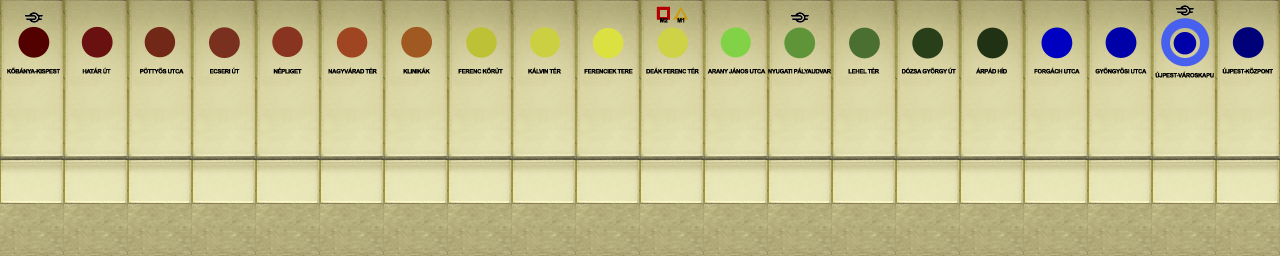 M2 M1
KŐBÁNYA-KISPEST
HATÁR ÚT
PÖTTYÖS UTCA
ECSERI ÚT
NÉPLIGET
NAGYVÁRAD TÉR
KLINIKÁK
FERENC KÖRÚT
KÁLVIN TÉR
FERENCIEK TERE
DEÁK FERENC TÉR
ARANY JÁNOS UTCA
NYUGATI PÁLYAUDVAR
LEHEL TÉR
DÓZSA GYÖRGY ÚT
ÁRPÁD HÍD
FORGÁCH UTCA
GYÖNGYÖSI UTCA
ÚJPEST-VÁROSKAPU
ÚJPEST-KÖZPONT